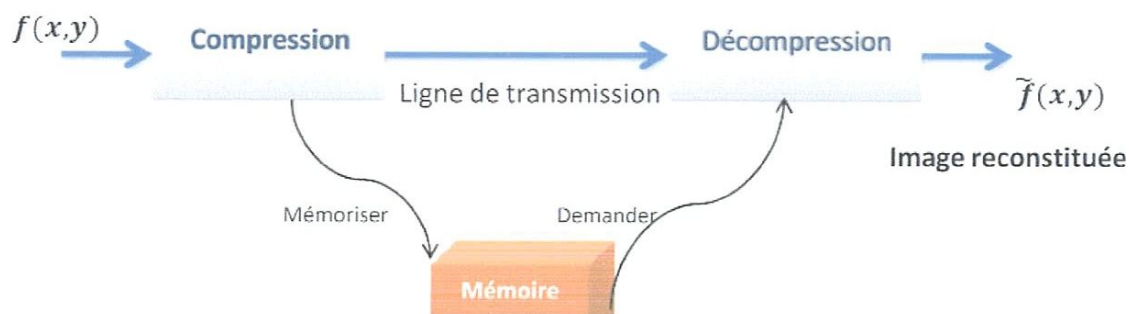 f(x,y)
Compression
Décompression
Ligne de transmission
f̃(x,y)
Image reconstituée
Mémoriser
Demander
Mémoire